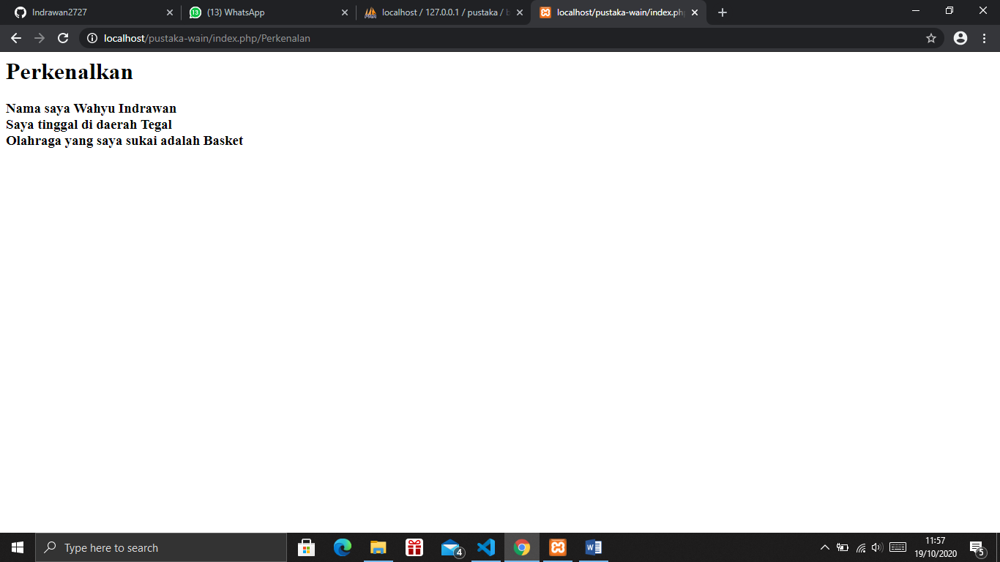 Indrawan2727
13
(13) WhatsApp
localhost / 127.0.0.1 / pustaka / b
localhost/pustaka-wain/index.php
localhost/pustaka-wain/index.php/Perkenalan
Perkenalkan
Nama saya Wahyu Indrawan
Saya tinggal di daerah Tegal
Olahraga yang saya sukai adalah Basket
Type here to search
4
11:57
19/10/2020
5